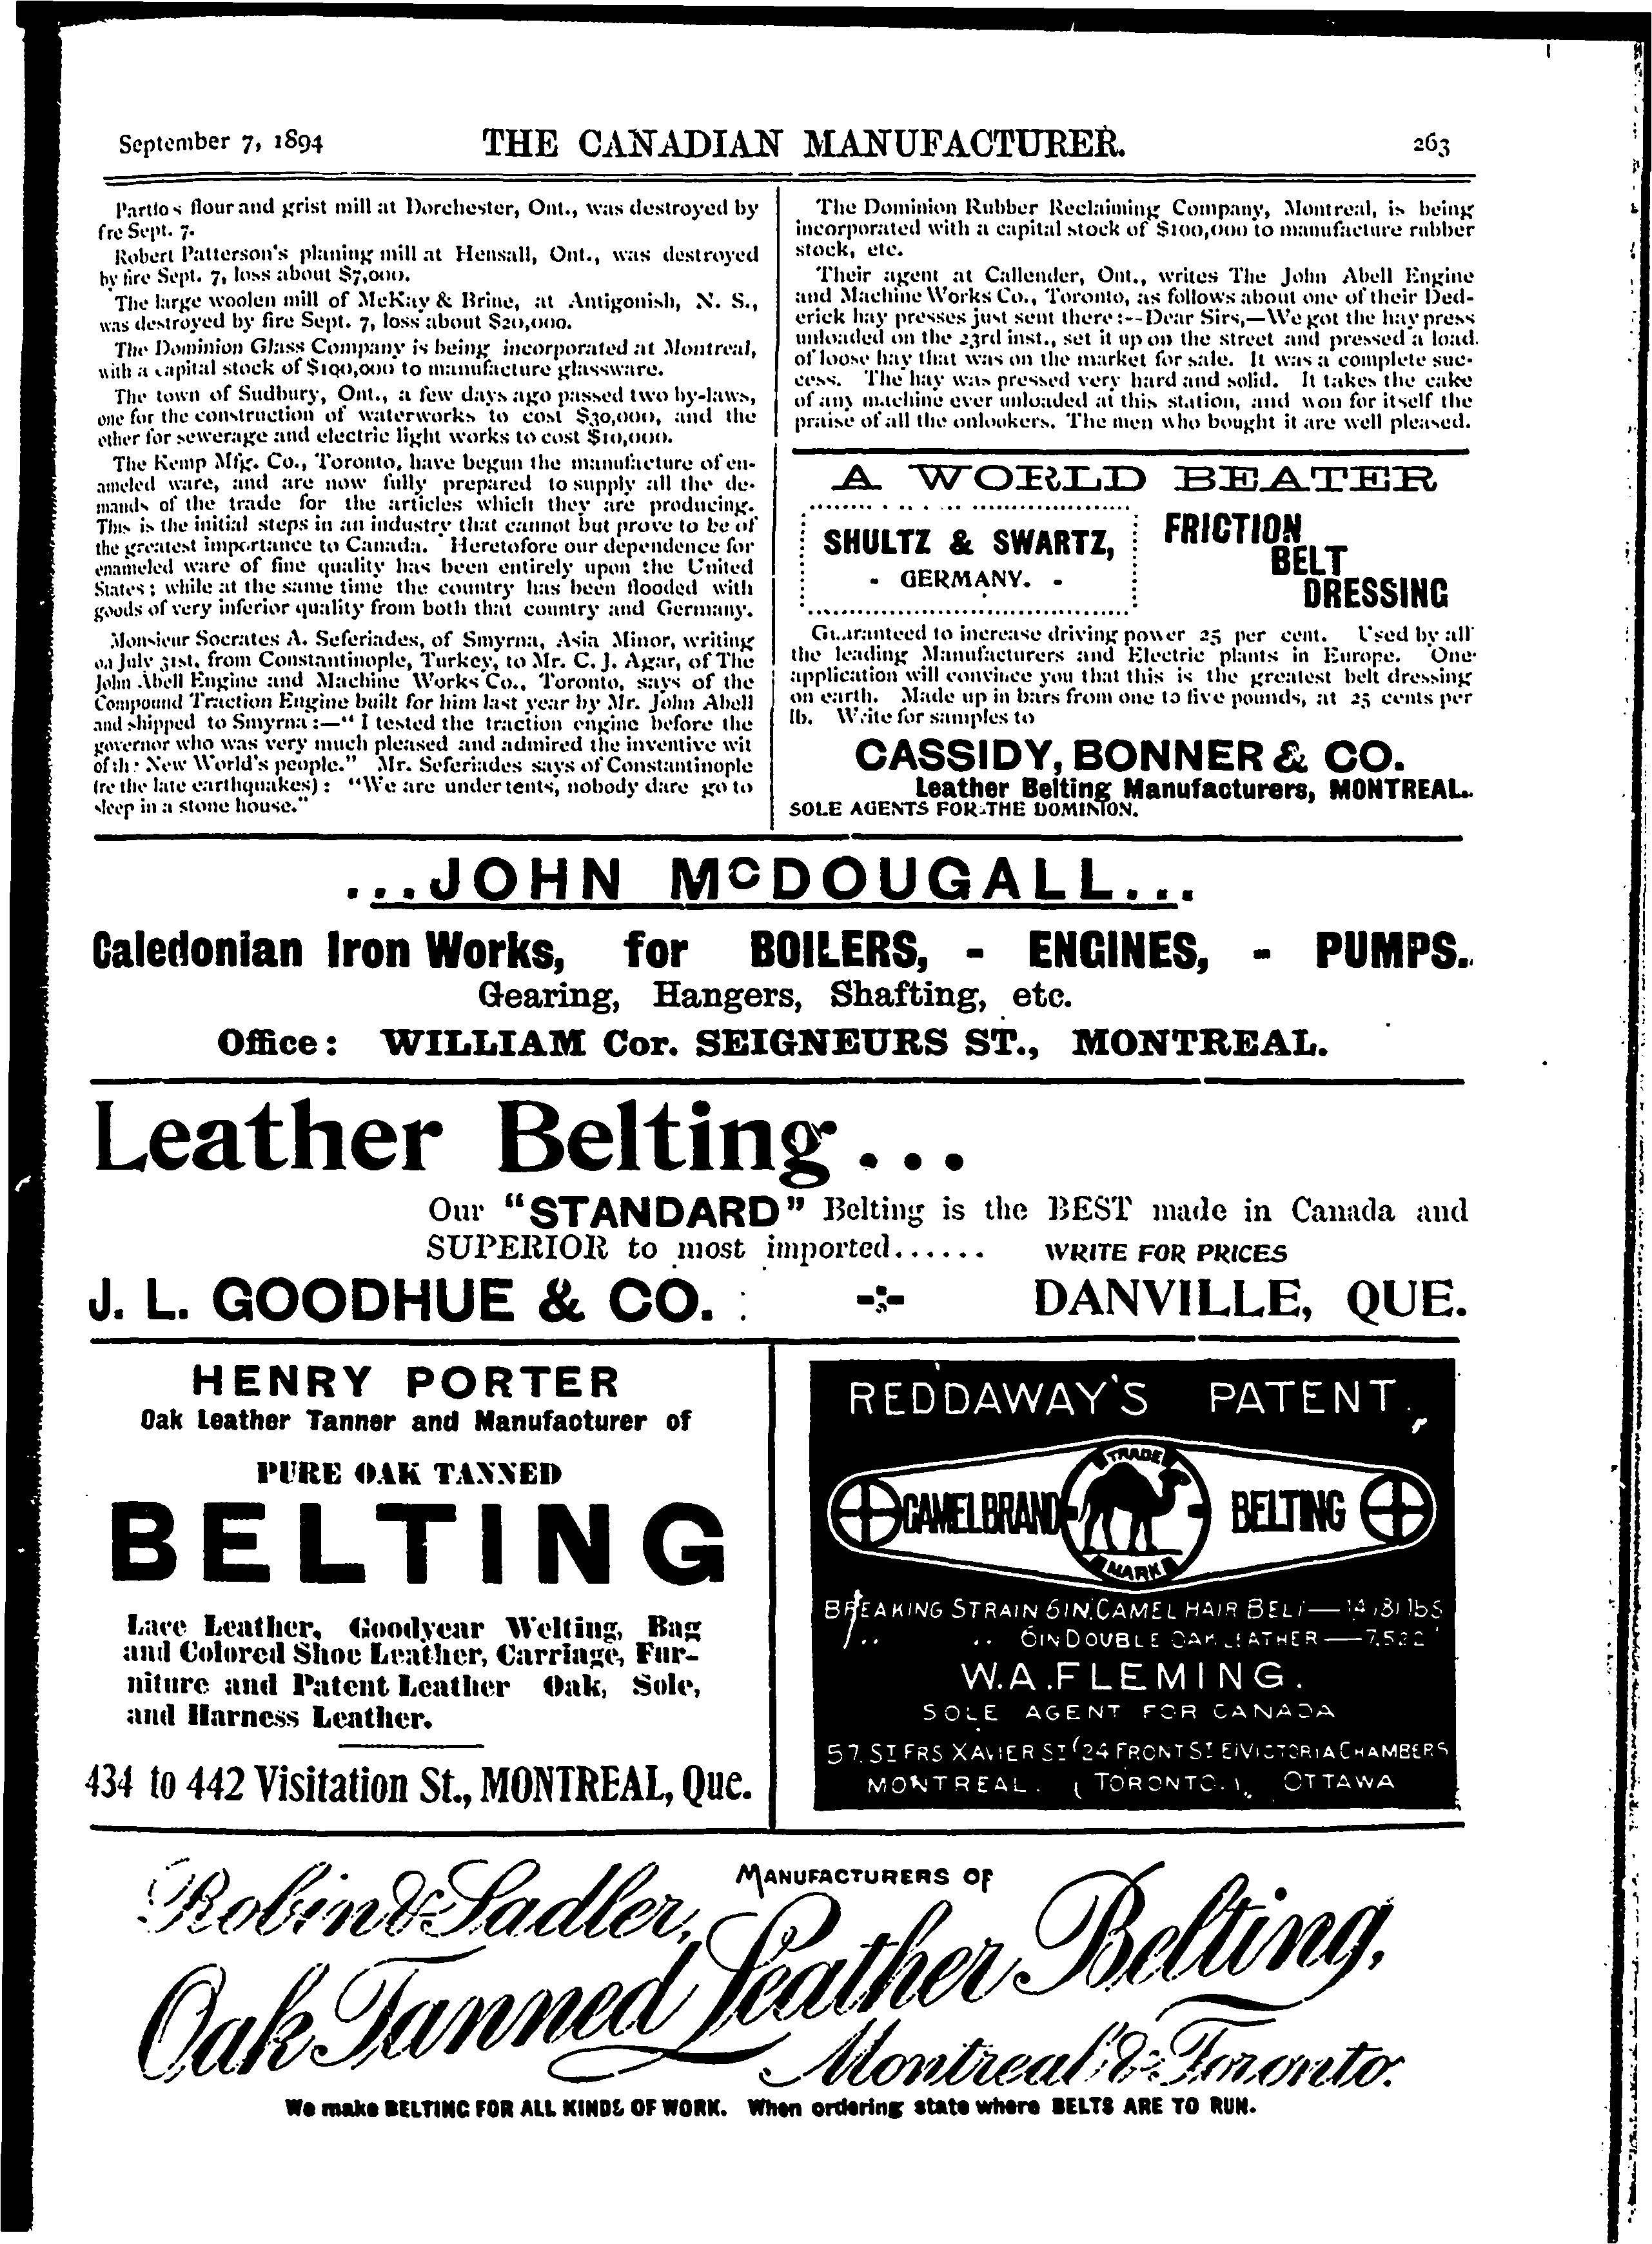 September 7, 1894 THE CANADIAN MANUFACTURER. 263
Partlo s flour and grist mill at Dorchester, Ont., was destroyed by
fre Sept. 7.
Robert Patterson's planing mill at Hensall, Ont., was destroyed
by fire Sept. 7, loss about $7,000.
The large woolen mill of McKay & Brine, at Antigonish, N. S.,
was destroyed by fire Sept. 7, loss about $20,000.
The Dominion Glass Company is being incorporated at Montreal,
with a capital stock of $100,000 to manufacture glassware.
The town of Sudbury, Ont., a few days ago passed two by-laws,
one for the construction of waterworks to cost $30,000, and the
other for sewerage and electric light works to cost $10,000.
The Kemp Mfg. Co., Toronto, have begun the manufacture of en-
ameled ware, and are now fully prepared to supply all the de-
mands of the trade for the articles which they are producing.
This is the initial steps in an industry that cannot but prove to be of
the greatest importance to Canada. Heretofore our dependence for
enameled ware of fine quality has been entirely upon the United
States; while at the same time the country has been flooded with
goods of very inferior quality from both that country and Germany.
Monsieur Socrates A. Seferiades, of Smyrna, Asia Minor, writing
on July 31st, from Constantinople, Turkey, to Mr. C. J. Agar, of The
John Abell Engine and Machine Works Co., Toronto, says of the
Compound Traction Engine built for him last year by Mr. John Abell
and shipped to Smyrna:—"I tested the traction engine before the
governor who was very much pleased and admired the inventive wit
of the New World's people." Mr. Seferiades says of Constantinople
(re the late earthquakes): "We are under tents, nobody dare go to
sleep in a stone house."
The Dominion Rubber Reclaiming Company, Montreal, is being
incorporated with a capital stock of $100,000 to manufacture rubber
stock, etc.
Their agent at Callender, Ont., writes The John Abell Engine
and Machine Works Co., Toronto, as follows about one of their Ded-
erick hay presses just sent there:--Dear Sirs,—We got the hay press
unloaded on the 23rd inst., set it up on the street and pressed a load
of loose hay that was on the market for sale. It was a complete suc-
cess. The hay was pressed very hard and solid. It takes the cake
of any machine ever unloaded at this station, and won for itself the
praise of all the onlookers. The men who bought it are well pleased.
A WORLD BEATER
SHULTZ & SWARTZ,
- GERMANY. -
FRICTION
BELT
DRESSING
Guaranteed to increase driving power 25 per cent. Used by all
the leading Manufacturers and Electric plants in Europe. One
application will convince you that this is the greatest belt dressing
on earth. Made up in bars from one to five pounds, at 25 cents per
lb. Write for samples to
CASSIDY, BONNER & CO.
Leather Belting Manufacturers, MONTREAL.
SOLE AGENTS FOR THE DOMINION.
...JOHN McDOUGALL...
Caledonian Iron Works, for BOILERS, - ENGINES, - PUMPS.
Gearing, Hangers, Shafting, etc.
Office: WILLIAM Cor. SEIGNEURS ST., MONTREAL.
Leather Belting...
Our "STANDARD" Belting is the BEST made in Canada and
SUPERIOR to most imported...... WRITE FOR PRICES
J. L. GOODHUE & CO. : -:- DANVILLE, QUE.
HENRY PORTER
Oak Leather Tanner and Manufacturer of
PURE OAK TANNED
BELTING
Lace Leather, Goodyear Welting, Bag
and Colored Shoe Leather, Carriage, Fur-
niture and Patent Leather Oak, Sole,
and Harness Leather.
434 to 442 Visitation St., MONTREAL, Que.
REDDAWAY'S PATENT
TRADE
CAMEL BRAND BELTING
MARK
BREAKING STRAIN 6IN. CAMEL HAIR BELT—14,181 lbs
" " 6IN DOUBLE OAK LEATHER—7,522 "
W.A. FLEMING.
SOLE AGENT FOR CANADA
57. ST FRS XAVIER ST (24 FRONT ST E) VICTORIA CHAMBERS
MONTREAL. ( TORONTO. ) OTTAWA
Robin & Sadler, MANUFACTURERS OF
Oak Tanned Leather Belting,
Montreal & Toronto.
We make BELTING FOR ALL KINDS OF WORK. When ordering state where BELTS ARE TO RUN.